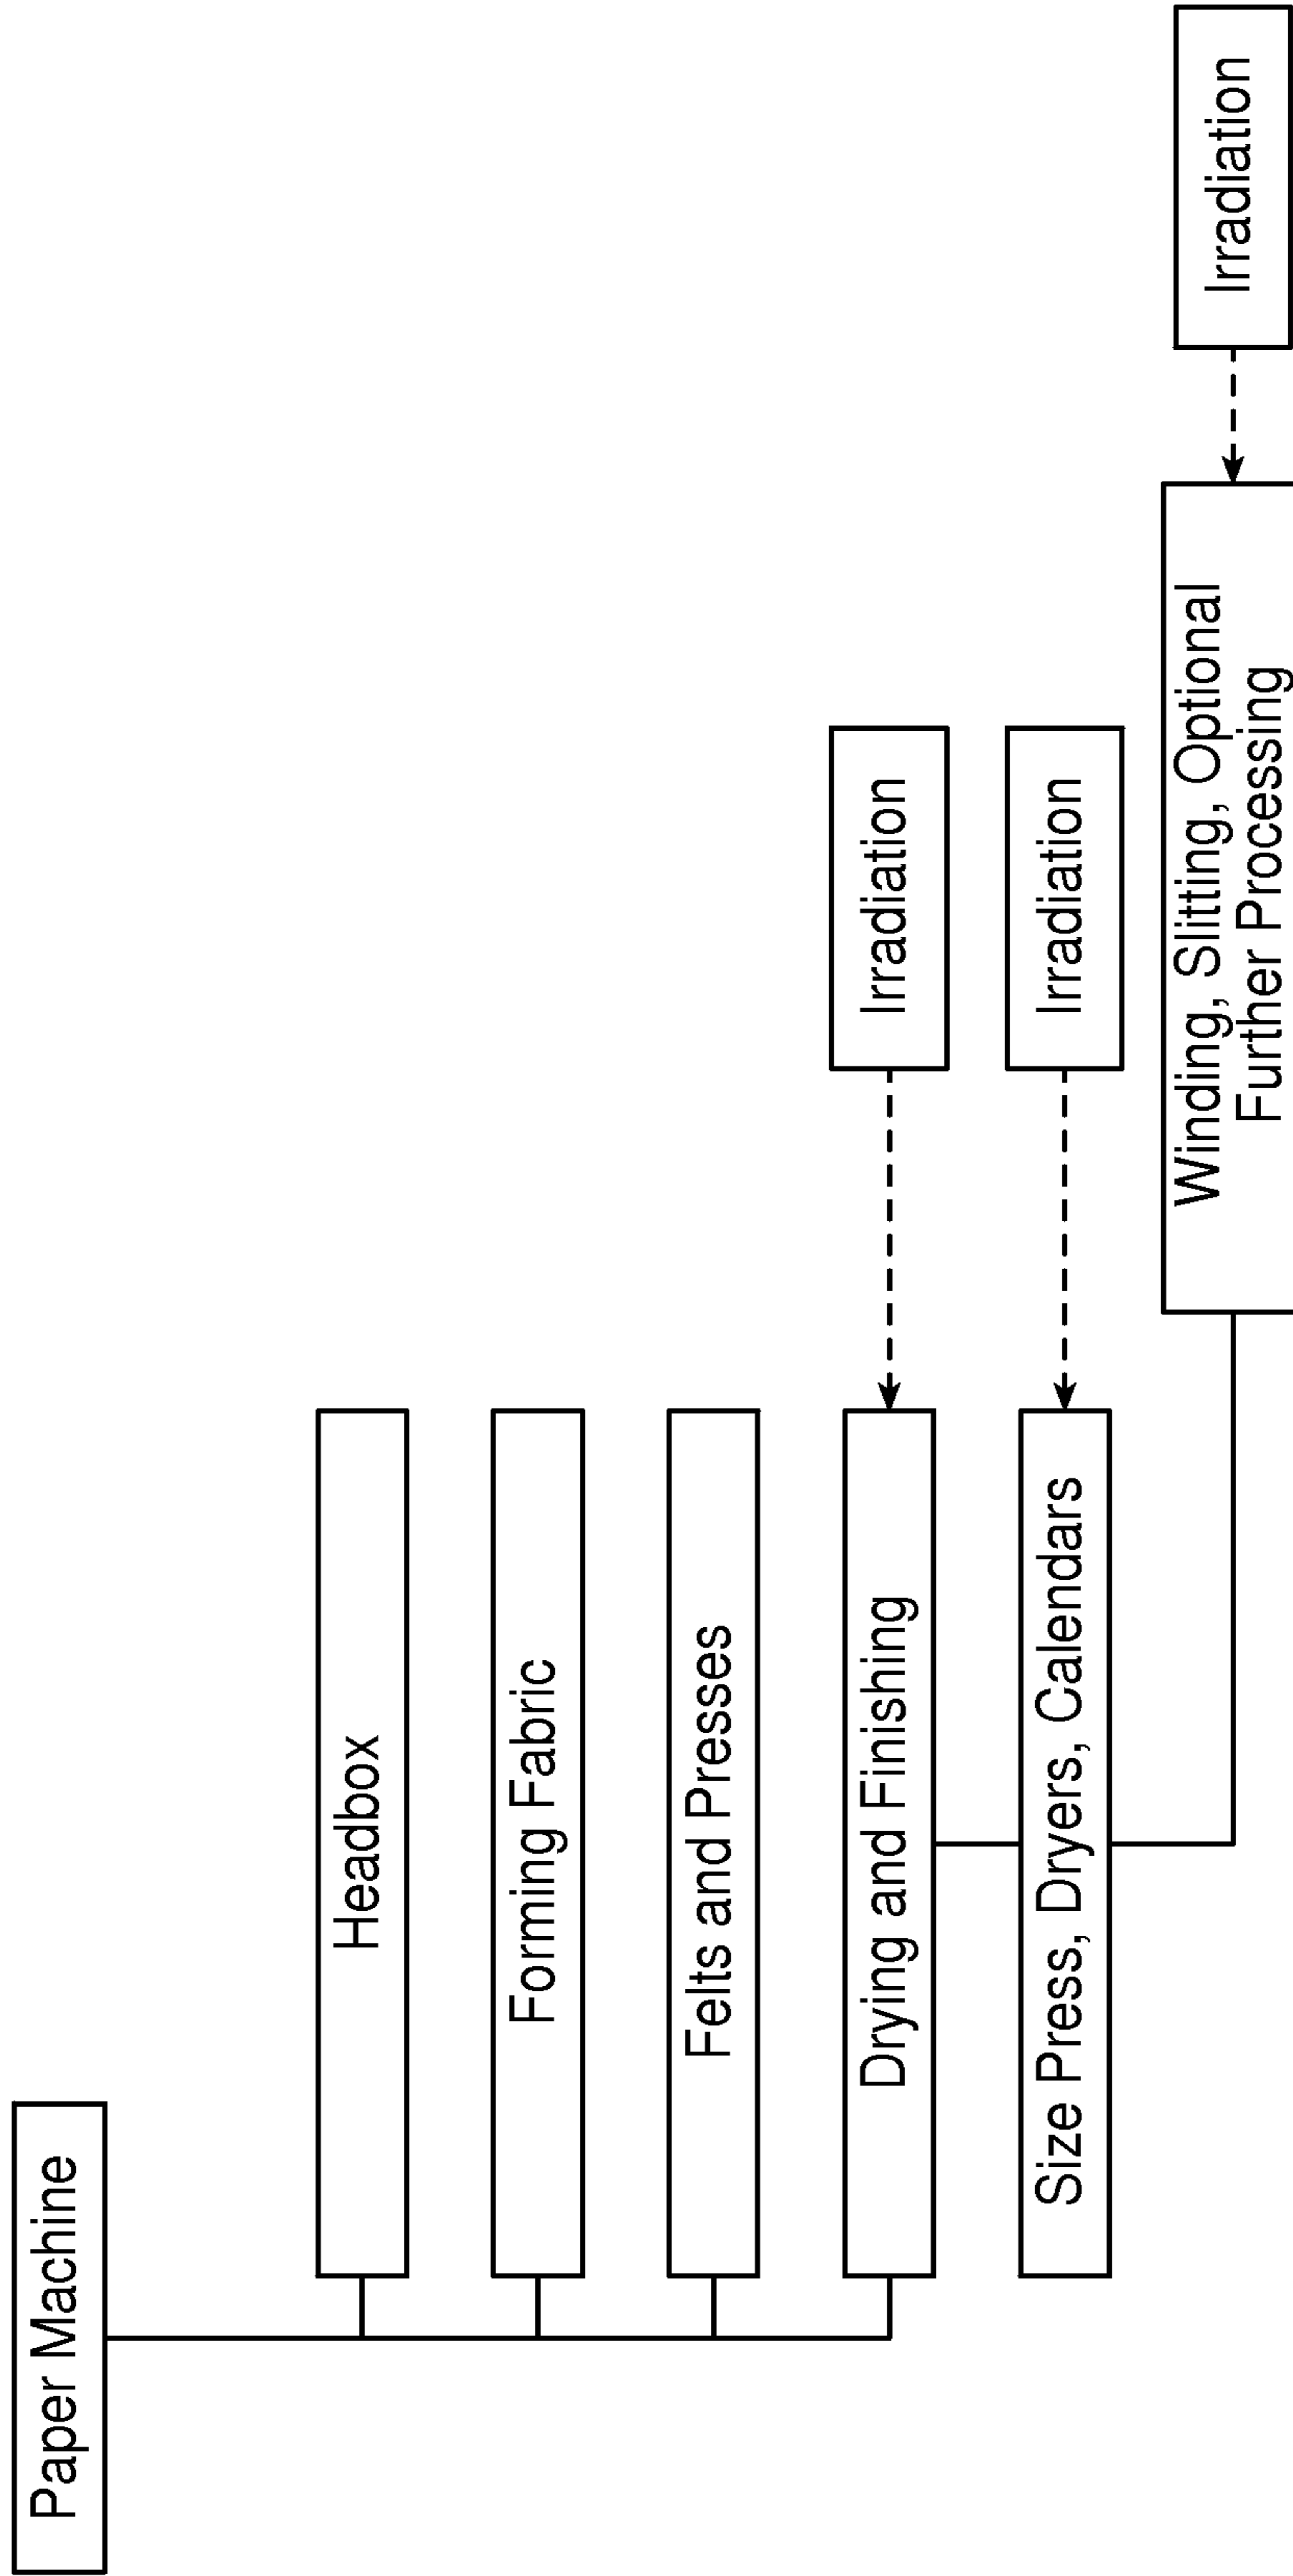 Paper Machine
Headbox
Forming Fabric
Felts and Presses
Drying and Finishing
Irradiation
Size Press, Dryers, Calendars
Irradiation
Winding, Slitting, Optional
Further Processing
Irradiation